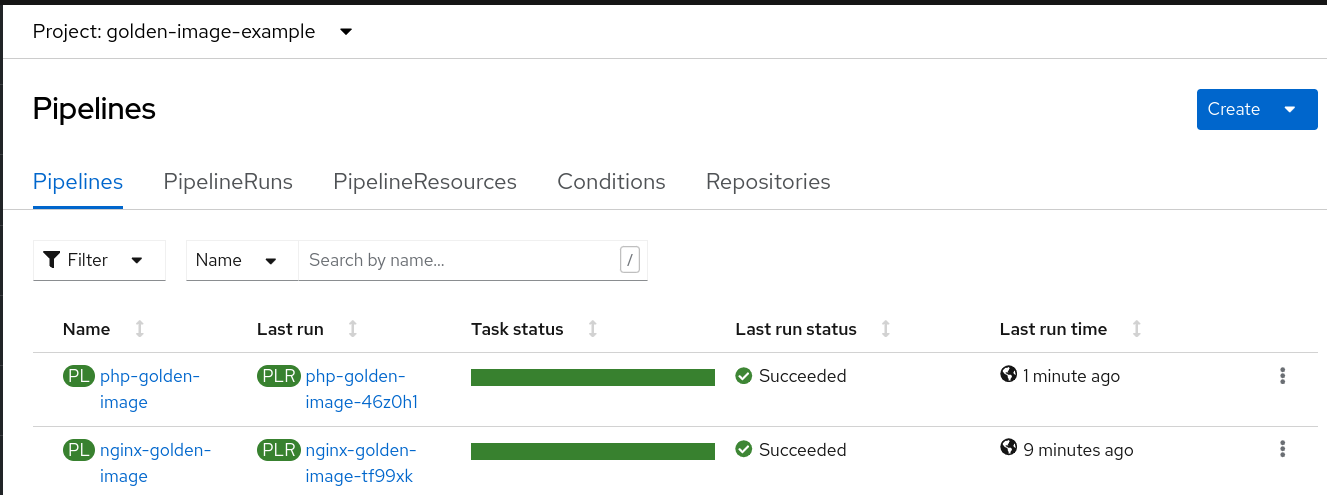 Project: golden-image-example
Pipelines
Create
Pipelines PipelineRuns PipelineResources Conditions Repositories
Filter Name Search by name... /
Name Last run Task status Last run status Last run time
PL php-golden- PLR php-golden- Succeeded 1 minute ago
image image-46z0h1
PL nginx-golden- PLR nginx-golden- Succeeded 9 minutes ago
image image-tf99xk